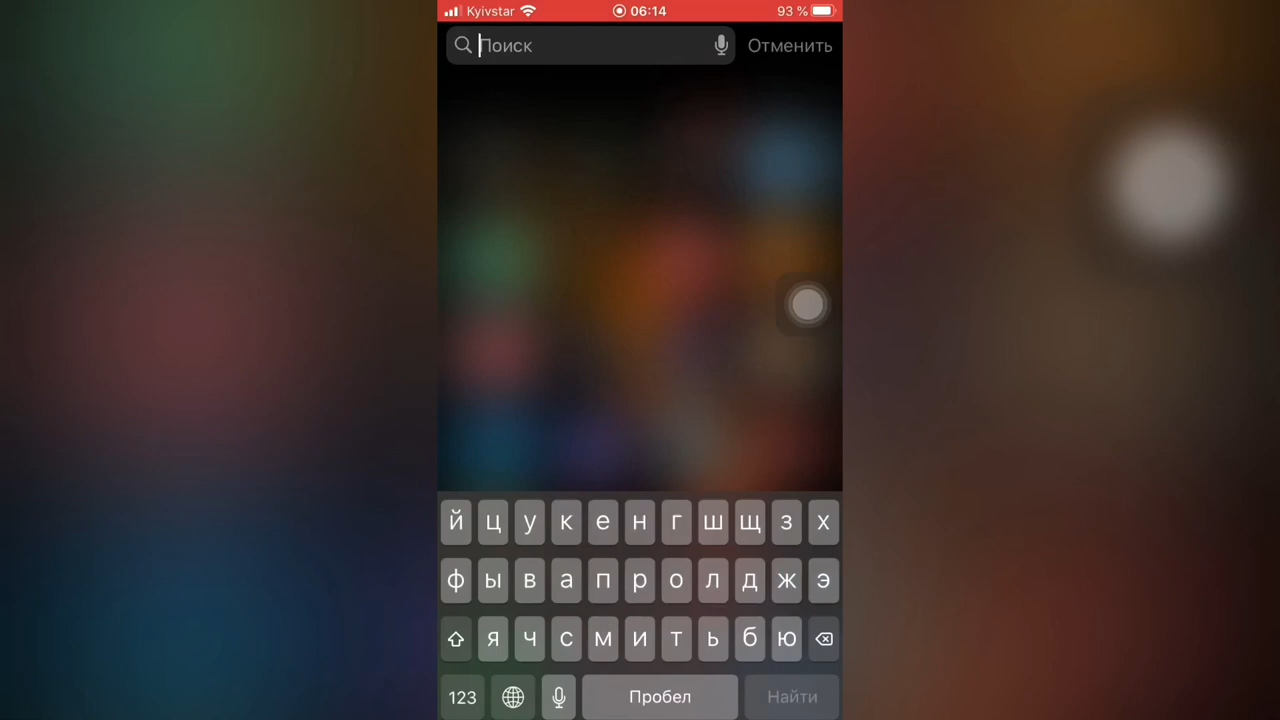 Kyivstar 06:14 93 %
Поиск Отменить
й ц у к е н г ш щ з х
ф ы в а п р о л д ж э
я ч с м и т ь б ю
123 Пробел Найти